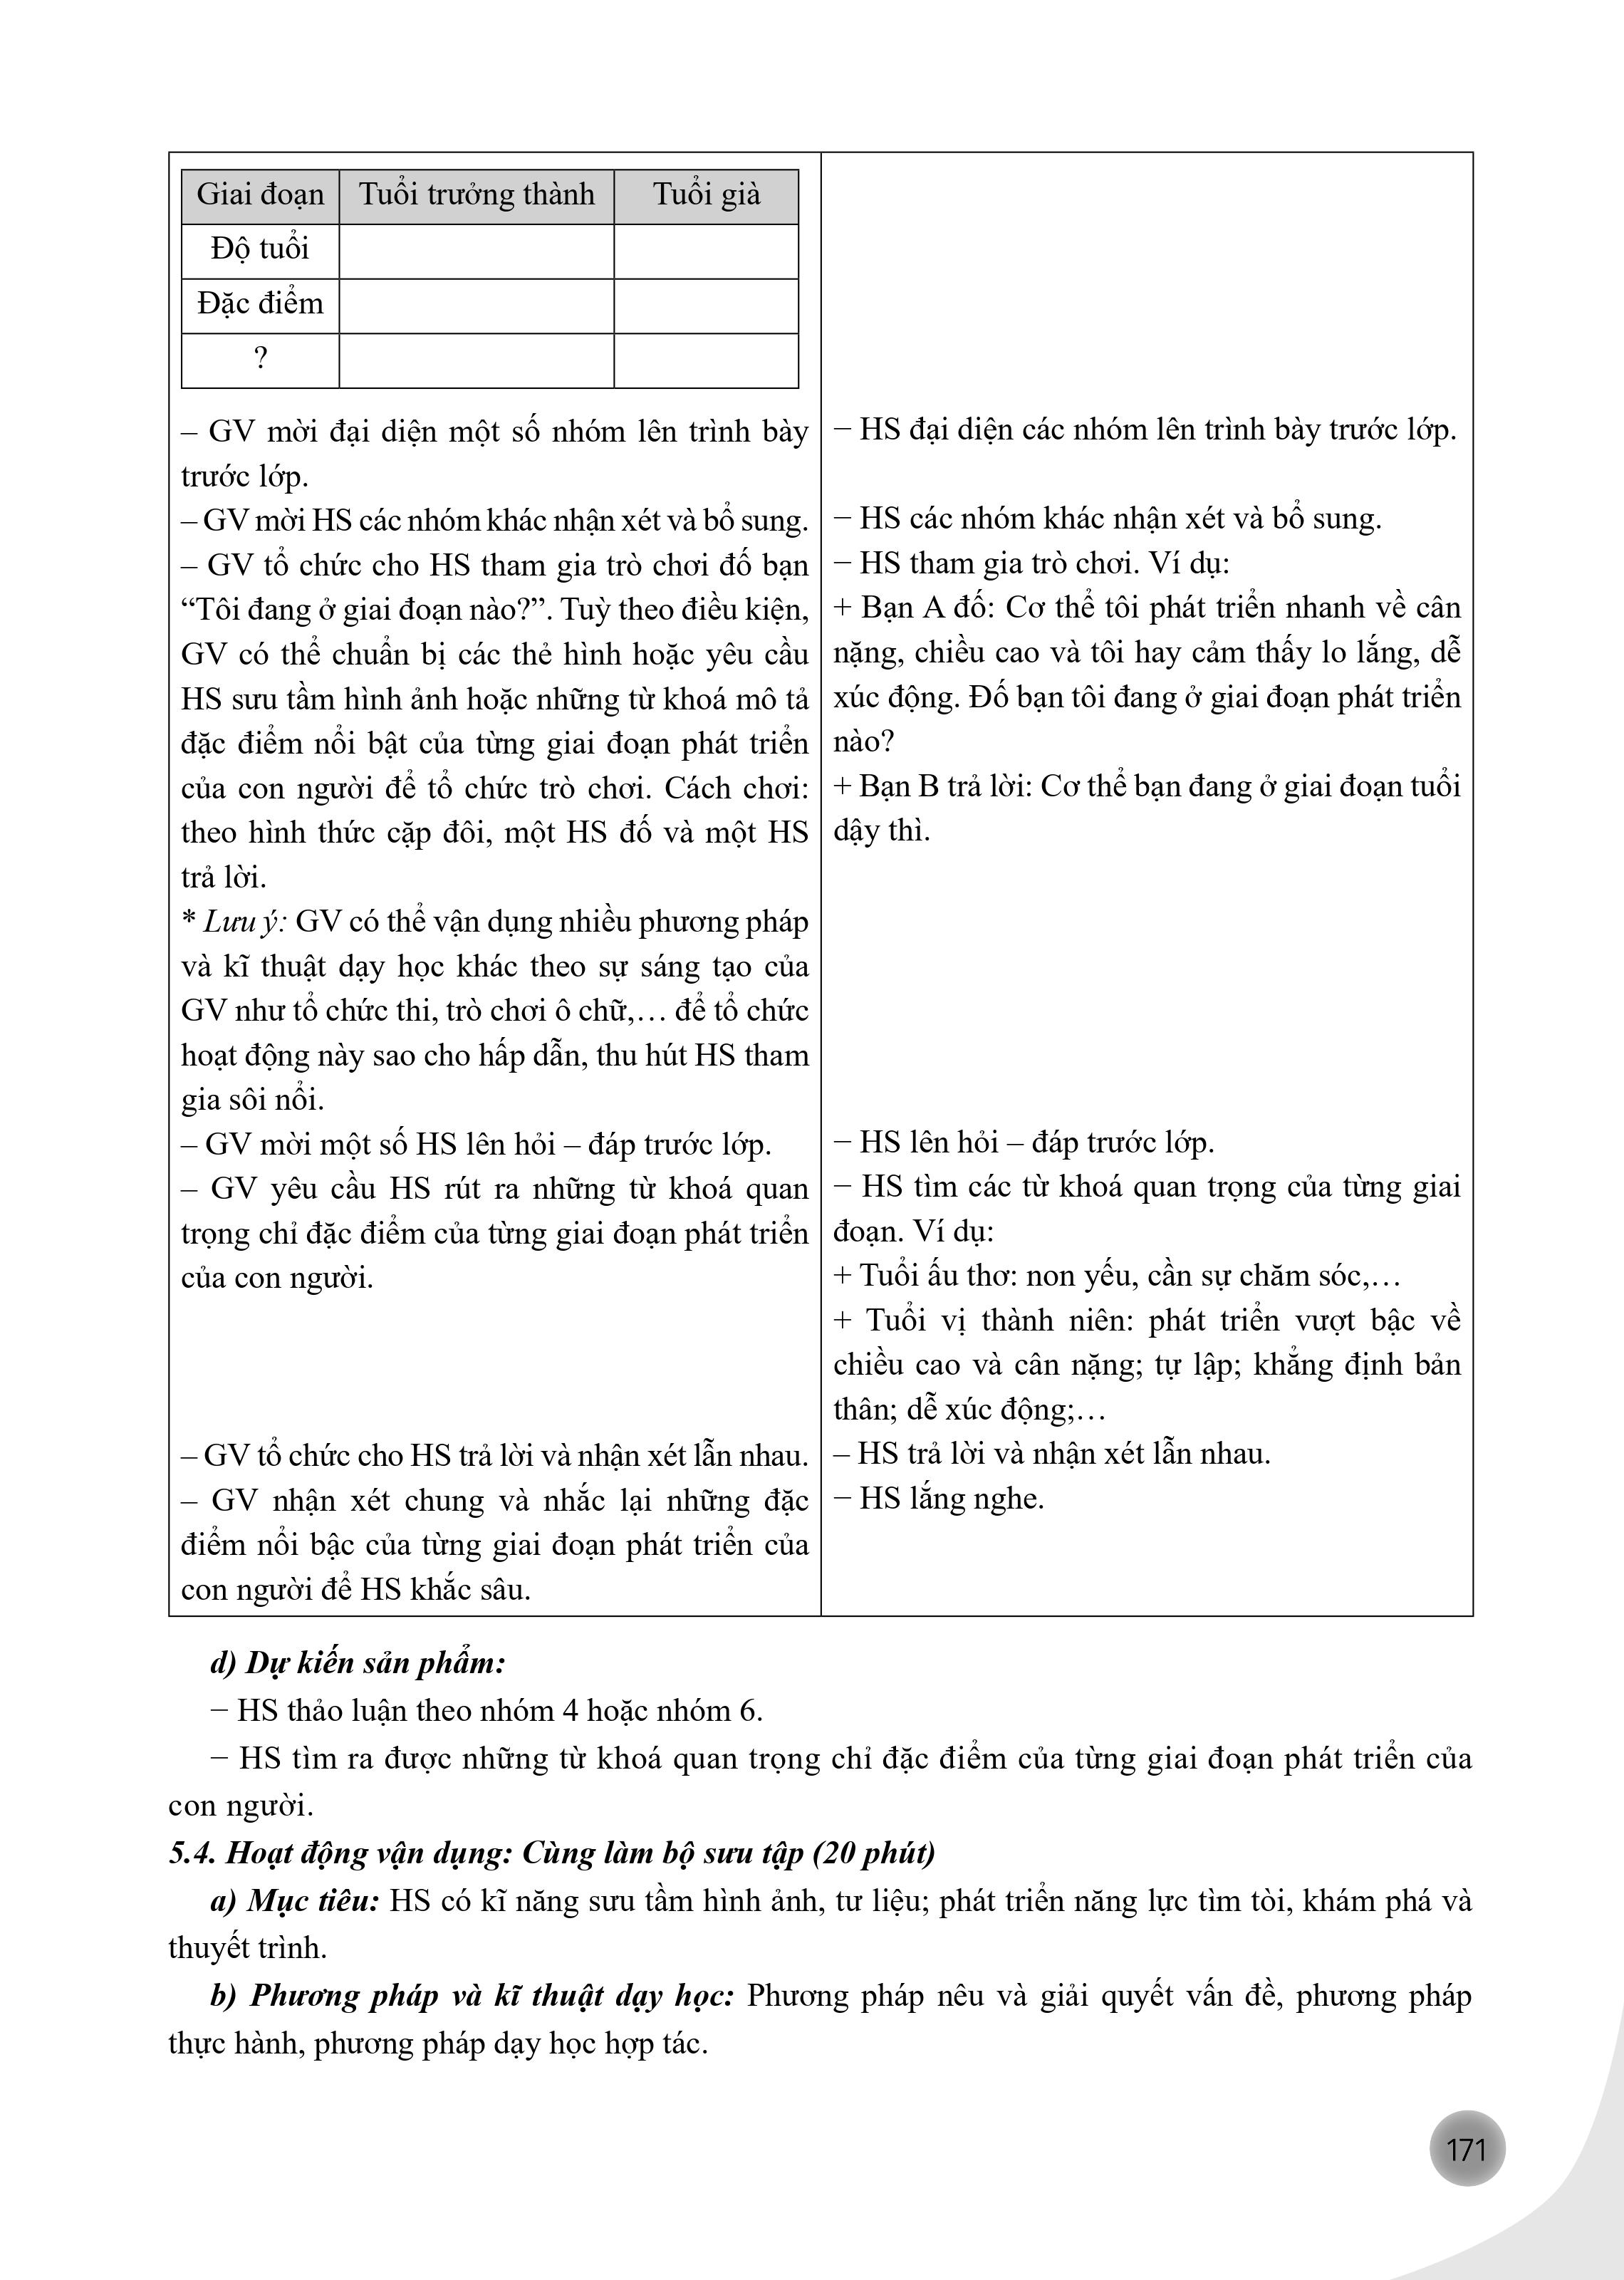 Giai đoạn Tuổi trưởng thành Tuổi già
Độ tuổi
Đặc điểm
?
– GV mời đại diện một số nhóm lên trình bày
trước lớp.
– GV mời HS các nhóm khác nhận xét và bổ sung.
– GV tổ chức cho HS tham gia trò chơi đố bạn
“Tôi đang ở giai đoạn nào?”. Tuỳ theo điều kiện,
GV có thể chuẩn bị các thẻ hình hoặc yêu cầu
HS sưu tầm hình ảnh hoặc những từ khoá mô tả
đặc điểm nổi bật của từng giai đoạn phát triển
của con người để tổ chức trò chơi. Cách chơi:
theo hình thức cặp đôi, một HS đố và một HS
trả lời.
* Lưu ý: GV có thể vận dụng nhiều phương pháp
và kĩ thuật dạy học khác theo sự sáng tạo của
GV như tổ chức thi, trò chơi ô chữ,… để tổ chức
hoạt động này sao cho hấp dẫn, thu hút HS tham
gia sôi nổi.
– GV mời một số HS lên hỏi – đáp trước lớp.
– GV yêu cầu HS rút ra những từ khoá quan
trọng chỉ đặc điểm của từng giai đoạn phát triển
của con người.
– GV tổ chức cho HS trả lời và nhận xét lẫn nhau.
– GV nhận xét chung và nhắc lại những đặc
điểm nổi bậc của từng giai đoạn phát triển của
con người để HS khắc sâu.
− HS đại diện các nhóm lên trình bày trước lớp.
− HS các nhóm khác nhận xét và bổ sung.
− HS tham gia trò chơi. Ví dụ:
+ Bạn A đố: Cơ thể tôi phát triển nhanh về cân
nặng, chiều cao và tôi hay cảm thấy lo lắng, dễ
xúc động. Đố bạn tôi đang ở giai đoạn phát triển
nào?
+ Bạn B trả lời: Cơ thể bạn đang ở giai đoạn tuổi
dậy thì.
− HS lên hỏi – đáp trước lớp.
− HS tìm các từ khoá quan trọng của từng giai
đoạn. Ví dụ:
+ Tuổi ấu thơ: non yếu, cần sự chăm sóc,…
+ Tuổi vị thành niên: phát triển vượt bậc về
chiều cao và cân nặng; tự lập; khẳng định bản
thân; dễ xúc động;…
– HS trả lời và nhận xét lẫn nhau.
− HS lắng nghe.
d) Dự kiến sản phẩm:
− HS thảo luận theo nhóm 4 hoặc nhóm 6.
− HS tìm ra được những từ khoá quan trọng chỉ đặc điểm của từng giai đoạn phát triển của
con người.
5.4. Hoạt động vận dụng: Cùng làm bộ sưu tập (20 phút)
a) Mục tiêu: HS có kĩ năng sưu tầm hình ảnh, tư liệu; phát triển năng lực tìm tòi, khám phá và
thuyết trình.
b) Phương pháp và kĩ thuật dạy học: Phương pháp nêu và giải quyết vấn đề, phương pháp
thực hành, phương pháp dạy học hợp tác.
171